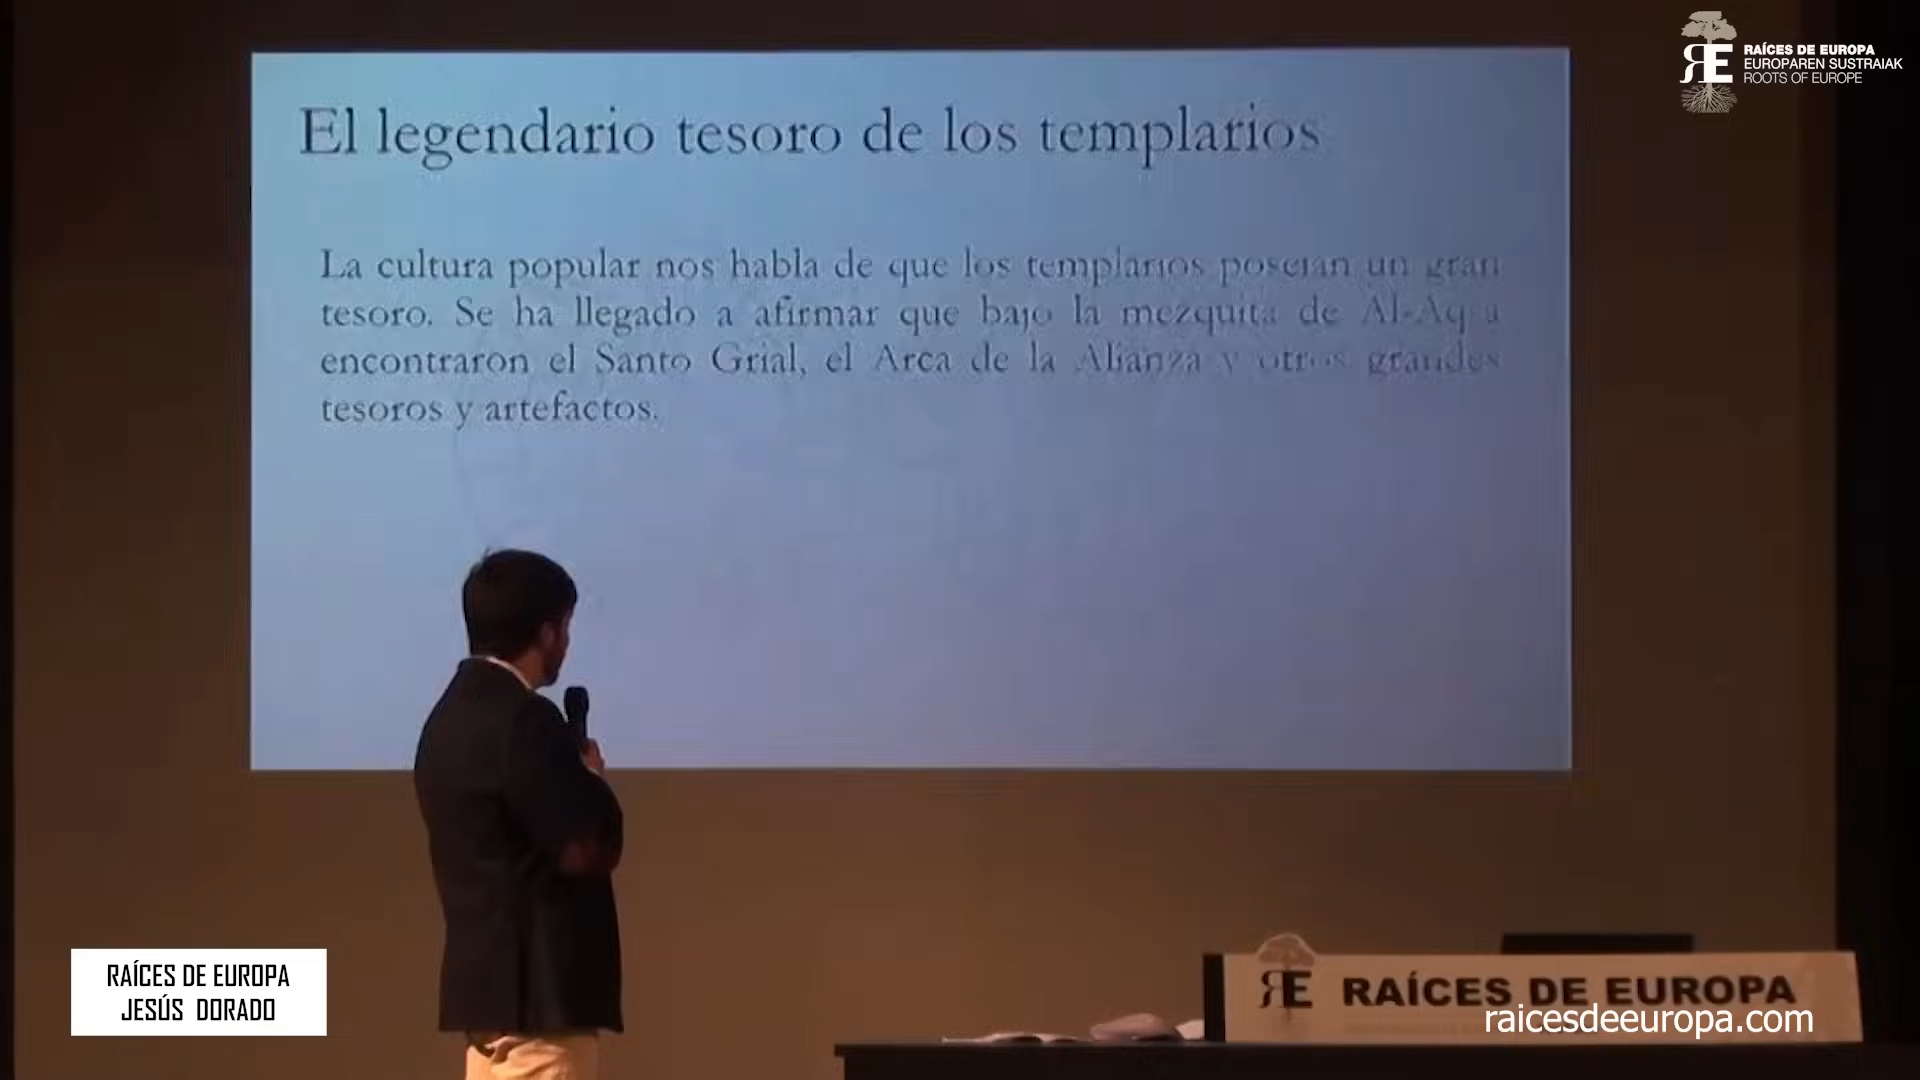 RAÍCES DE EUROPA
EUROPAREN SUSTRAIAK
ROOTS OF EUROPE
El legendario tesoro de los templarios
La cultura popular nos habla de que los templarios poseían un gran
tesoro. Se ha llegado a afirmar que bajo la mezquita de Al-Aqsa
encontraron el Santo Grial, el Arca de la Alianza y otros grandes
tesoros y artefactos.
RAÍCES DE EUROPA
JESÚS DORADO
RAÍCES DE EUROPA
raicesdeeuropa.com